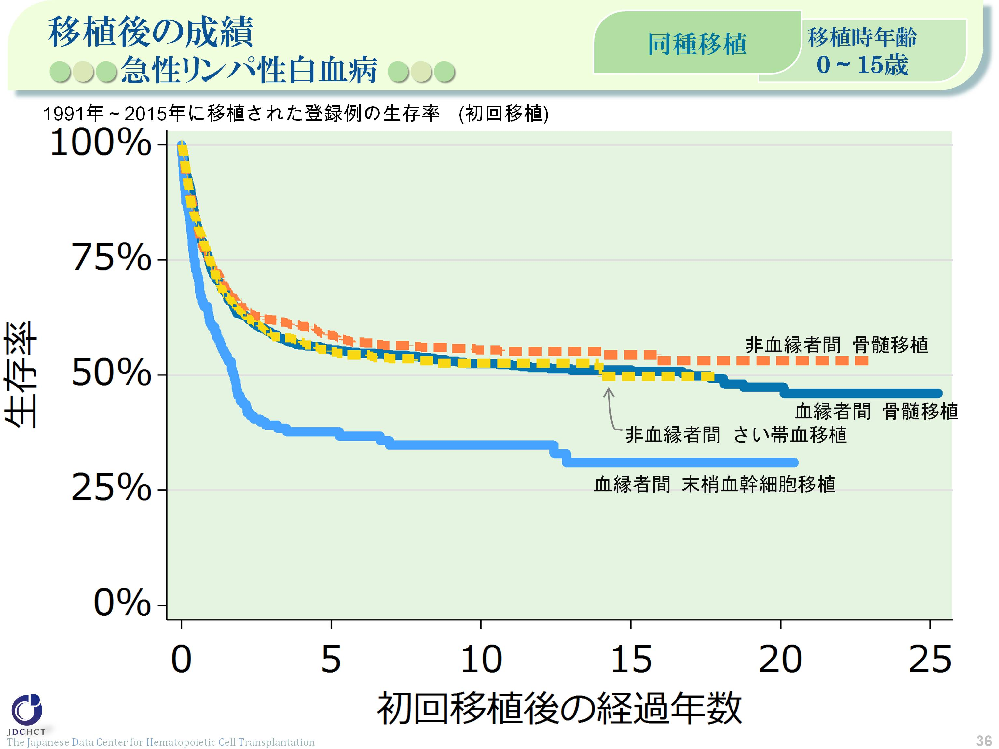 移植後の成績
急性リンパ性白血病
同種移植
移植時年齢
0~15歳
1991年~2015年に移植された登録例の生存率 (初回移植)
100%
75%
50%
25%
0%
生存率
非血縁者間 骨髄移植
血縁者間 骨髄移植
非血縁者間 さい帯血移植
血縁者間 末梢血幹細胞移植
0 5 10 15 20 25
初回移植後の経過年数
JDCHCT
The Japanese Data Center for Hematopoietic Cell Transplantation
36